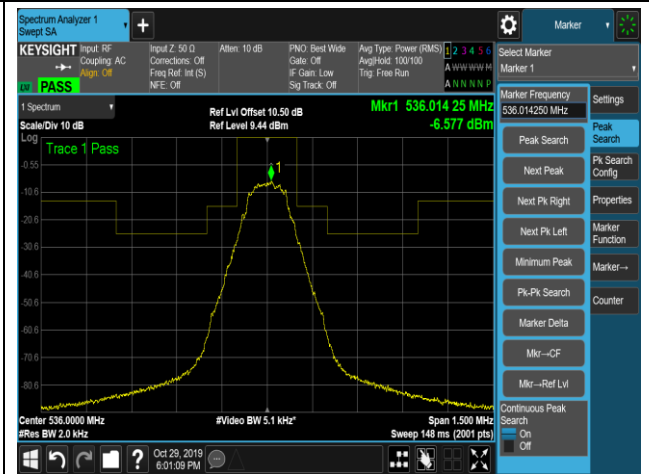 Spectrum Analyzer 1
Swept SA
Marker
KEYSIGHT
Input: RF
Coupling: AC
Align: Off
Input Z: 50 Ω
Corrections: Off
Freq Ref: Int (S)
NFE: Off
Atten: 10 dB
PNO: Best Wide
Gate: Off
IF Gain: Low
Sig Track: Off
Avg Type: Power (RMS)
Avg|Hold: 100/100
Trig: Free Run
1 2 3 4 5 6
A W W W W M
A N N N N P
PASS
Select Marker
Marker 1
1 Spectrum
Scale/Div 10 dB
Ref Lvl Offset 10.50 dB
Ref Level 9.44 dBm
Mkr1 536.014 25 MHz
-6.577 dBm
Log
Trace 1 Pass
1
-0.55
-10.6
-20.6
-30.6
-40.6
-50.6
-60.6
-70.6
-80.6
Center 536.0000 MHz
#Res BW 2.0 kHz
#Video BW 5.1 kHz*
Span 1.500 MHz
Sweep 148 ms (2001 pts)
Marker Frequency
536.014250 MHz
Peak Search
Next Peak
Next Pk Right
Next Pk Left
Minimum Peak
Pk-Pk Search
Marker Delta
Mkr→CF
Mkr→Ref Lvl
Continuous Peak
Search
On
Off
Settings
Peak
Search
Pk Search
Config
Properties
Marker
Function
Marker→
Counter
Oct 29, 2019
6:01:09 PM